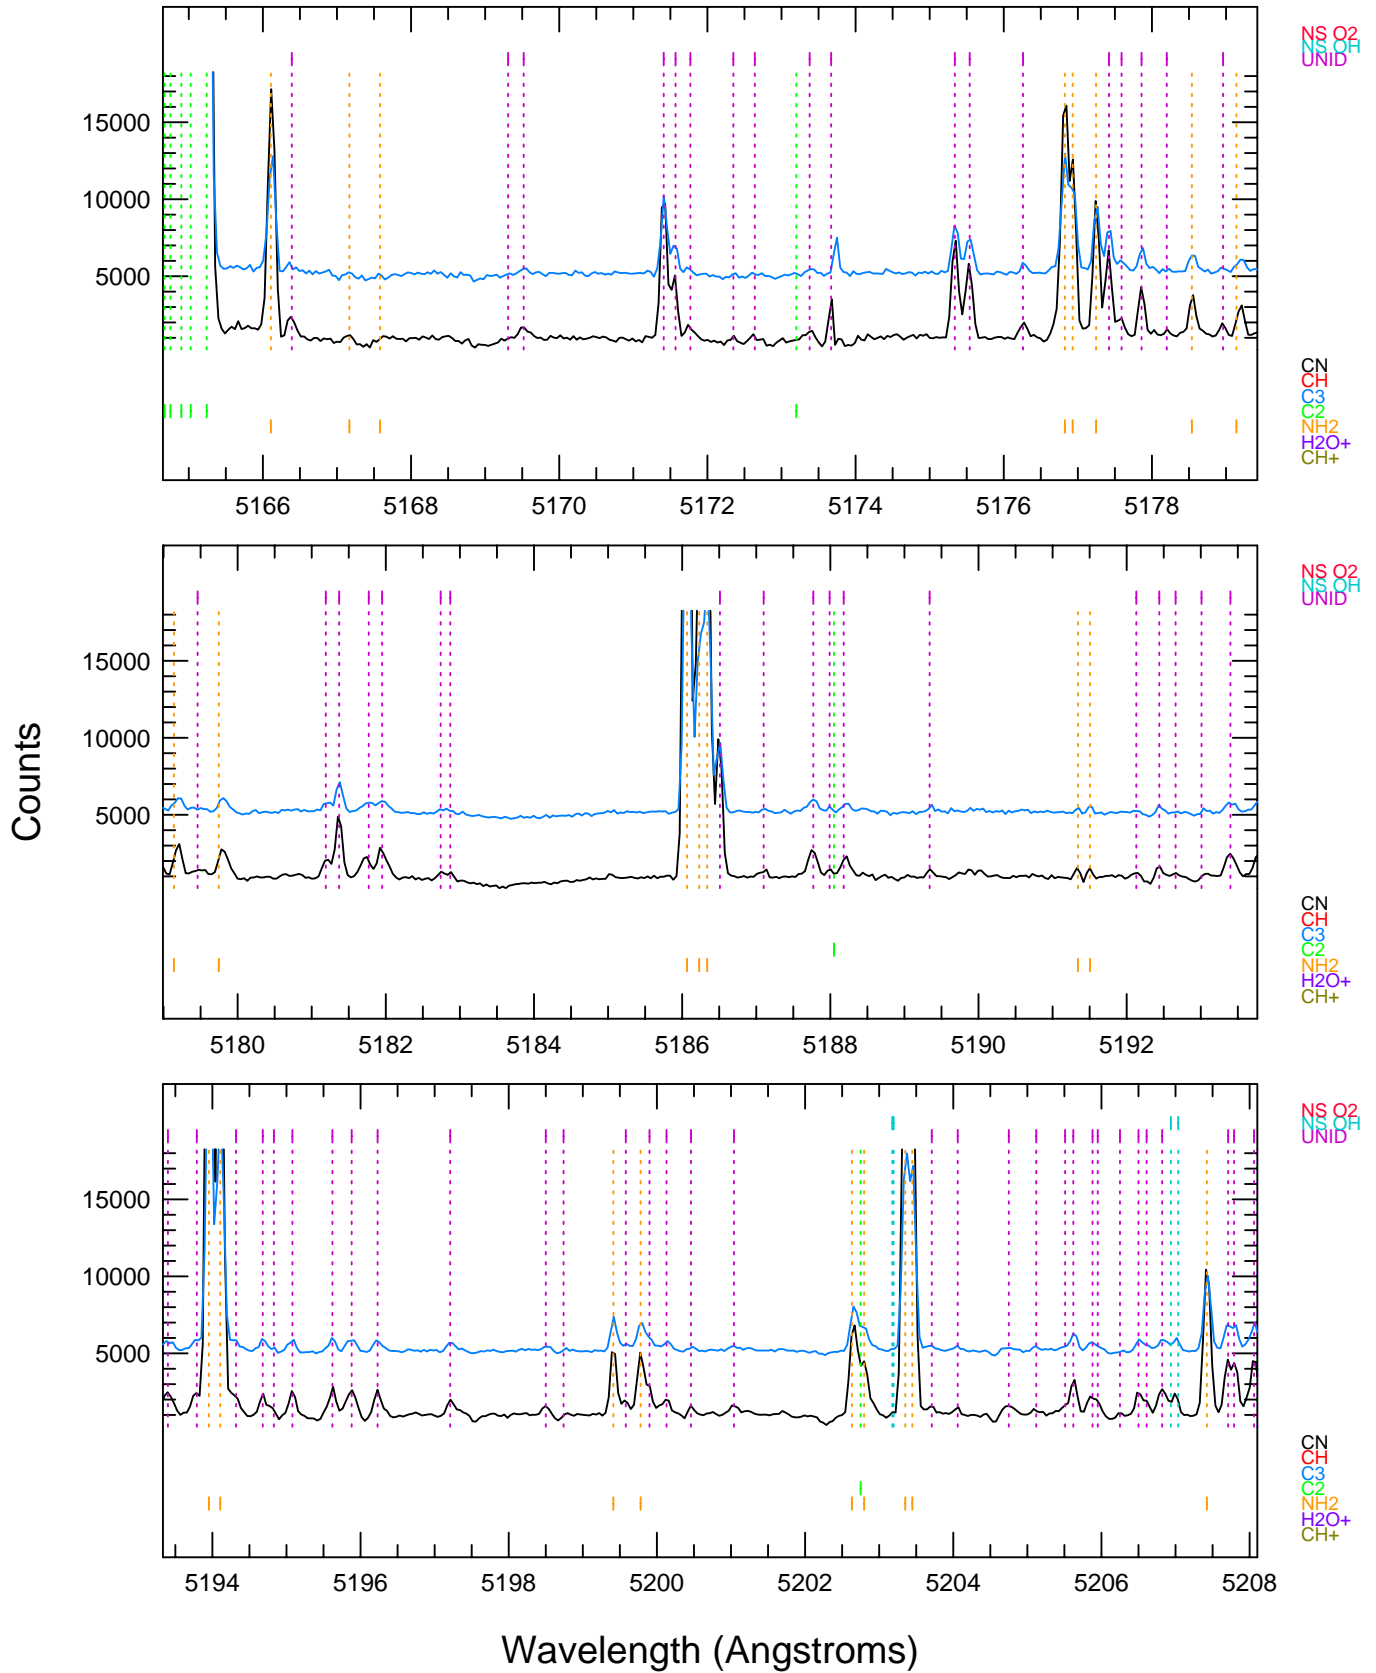 NS O2
NS OH
UNID
15000
10000
5000
CN
CH
C3
C2
NH2
H2O+
CH+
5166 5168 5170 5172 5174 5176 5178
NS O2
NS OH
UNID
15000
10000
5000
Counts
CN
CH
C3
C2
NH2
H2O+
CH+
5180 5182 5184 5186 5188 5190 5192
NS O2
NS OH
UNID
15000
10000
5000
CN
CH
C3
C2
NH2
H2O+
CH+
5194 5196 5198 5200 5202 5204 5206 5208
Wavelength (Angstroms)